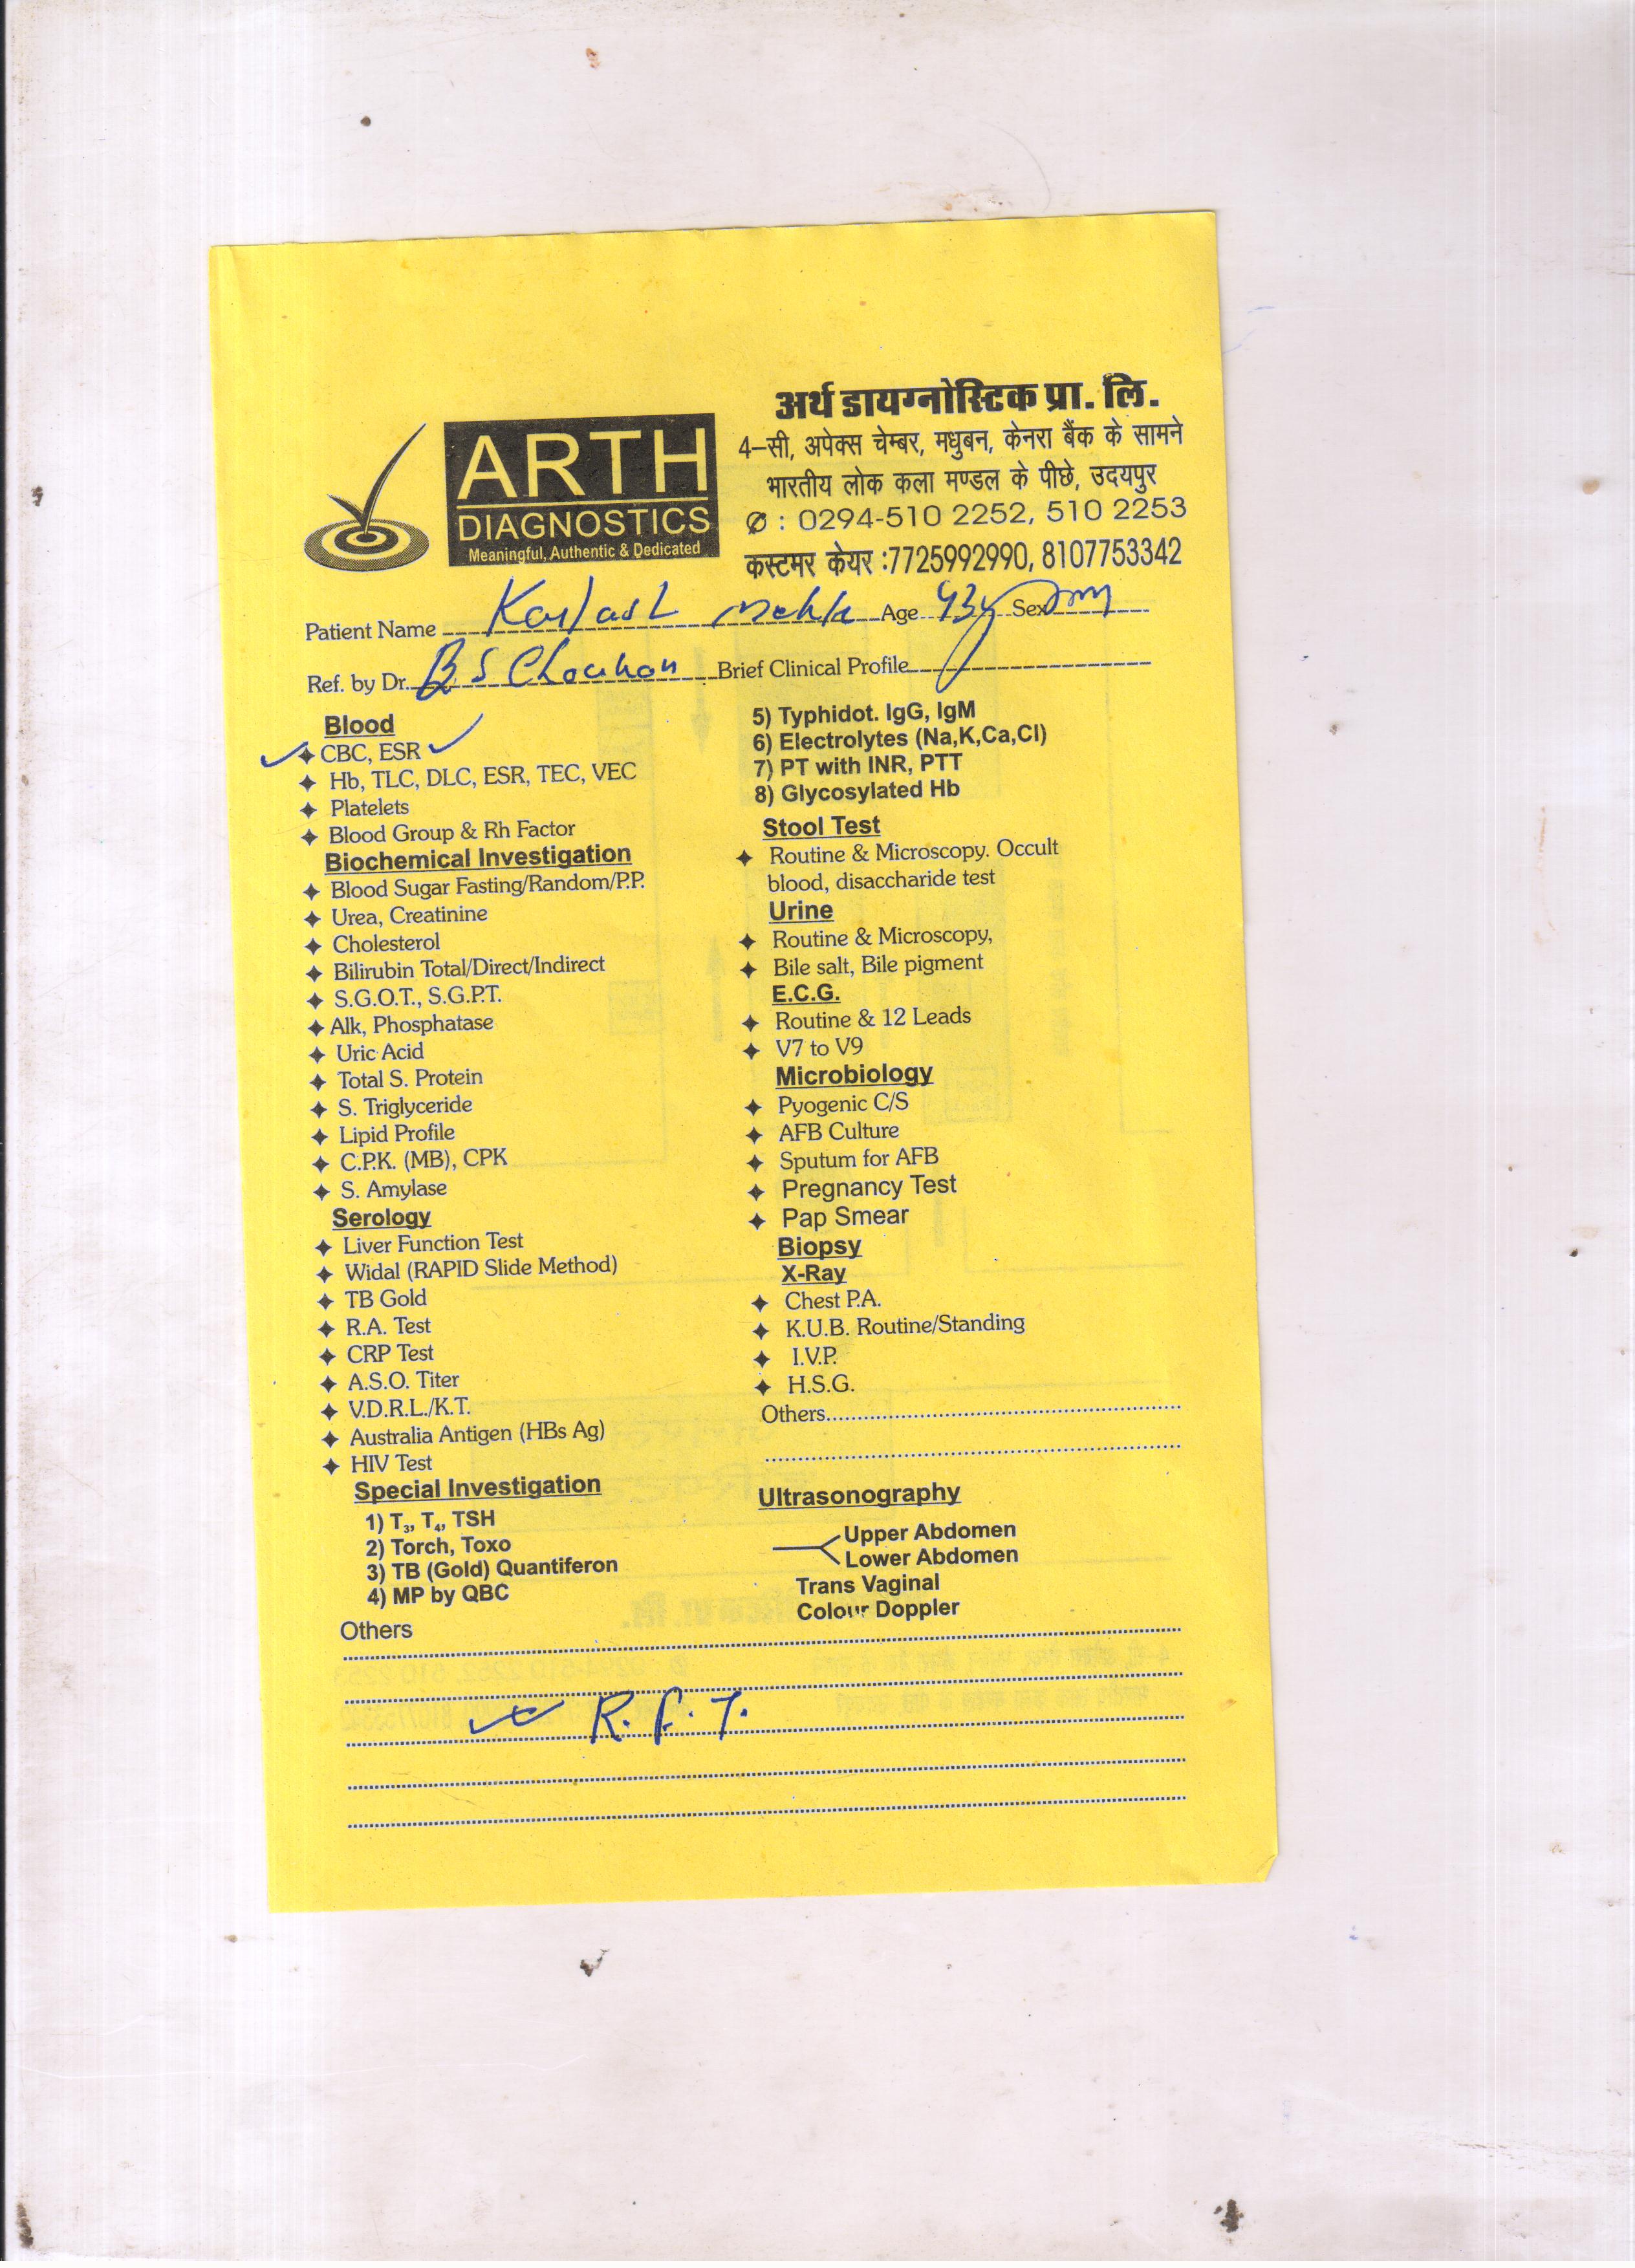 अर्थ डायग्नोस्टिक प्रा. लि.
ARTH
DIAGNOSTICS
Meaningful, Authentic & Dedicated
4–सी, अपेक्स चेम्बर, मधुबन, केनरा बैंक के सामने
भारतीय लोक कला मण्डल के पीछे, उदयपुर
: 0294-510 2252, 510 2253
कस्टमर केयर :7725992990, 8107753342
Patient Name Kailash Age Sex
Ref. by Dr. B S Chouhan Brief Clinical Profile
Blood
CBC, ESR
Hb, TLC, DLC, ESR, TEC, VEC
Platelets
Blood Group & Rh Factor
Biochemical Investigation
Blood Sugar Fasting/Random/P.P.
Urea, Creatinine
Cholesterol
Bilirubin Total/Direct/Indirect
S.G.O.T., S.G.P.T.
Alk, Phosphatase
Uric Acid
Total S. Protein
S. Triglyceride
Lipid Profile
C.P.K. (MB), CPK
S. Amylase
Serology
Liver Function Test
Widal (RAPID Slide Method)
TB Gold
R.A. Test
CRP Test
A.S.O. Titer
V.D.R.L./K.T.
Australia Antigen (HBs Ag)
HIV Test
Special Investigation
1) T₃, T₄, TSH
2) Torch, Toxo
3) TB (Gold) Quantiferon
4) MP by QBC
5) Typhidot. IgG, IgM
6) Electrolytes (Na,K,Ca,Cl)
7) PT with INR, PTT
8) Glycosylated Hb
Stool Test
Routine & Microscopy. Occult
blood, disaccharide test
Urine
Routine & Microscopy,
Bile salt, Bile pigment
E.C.G.
Routine & 12 Leads
V7 to V9
Microbiology
Pyogenic C/S
AFB Culture
Sputum for AFB
Pregnancy Test
Pap Smear
Biopsy
X-Ray
Chest P.A.
K.U.B. Routine/Standing
I.V.P.
H.S.G.
Others
Ultrasonography
Upper Abdomen
Lower Abdomen
Trans Vaginal
Colour Doppler
Others
R. F. T.